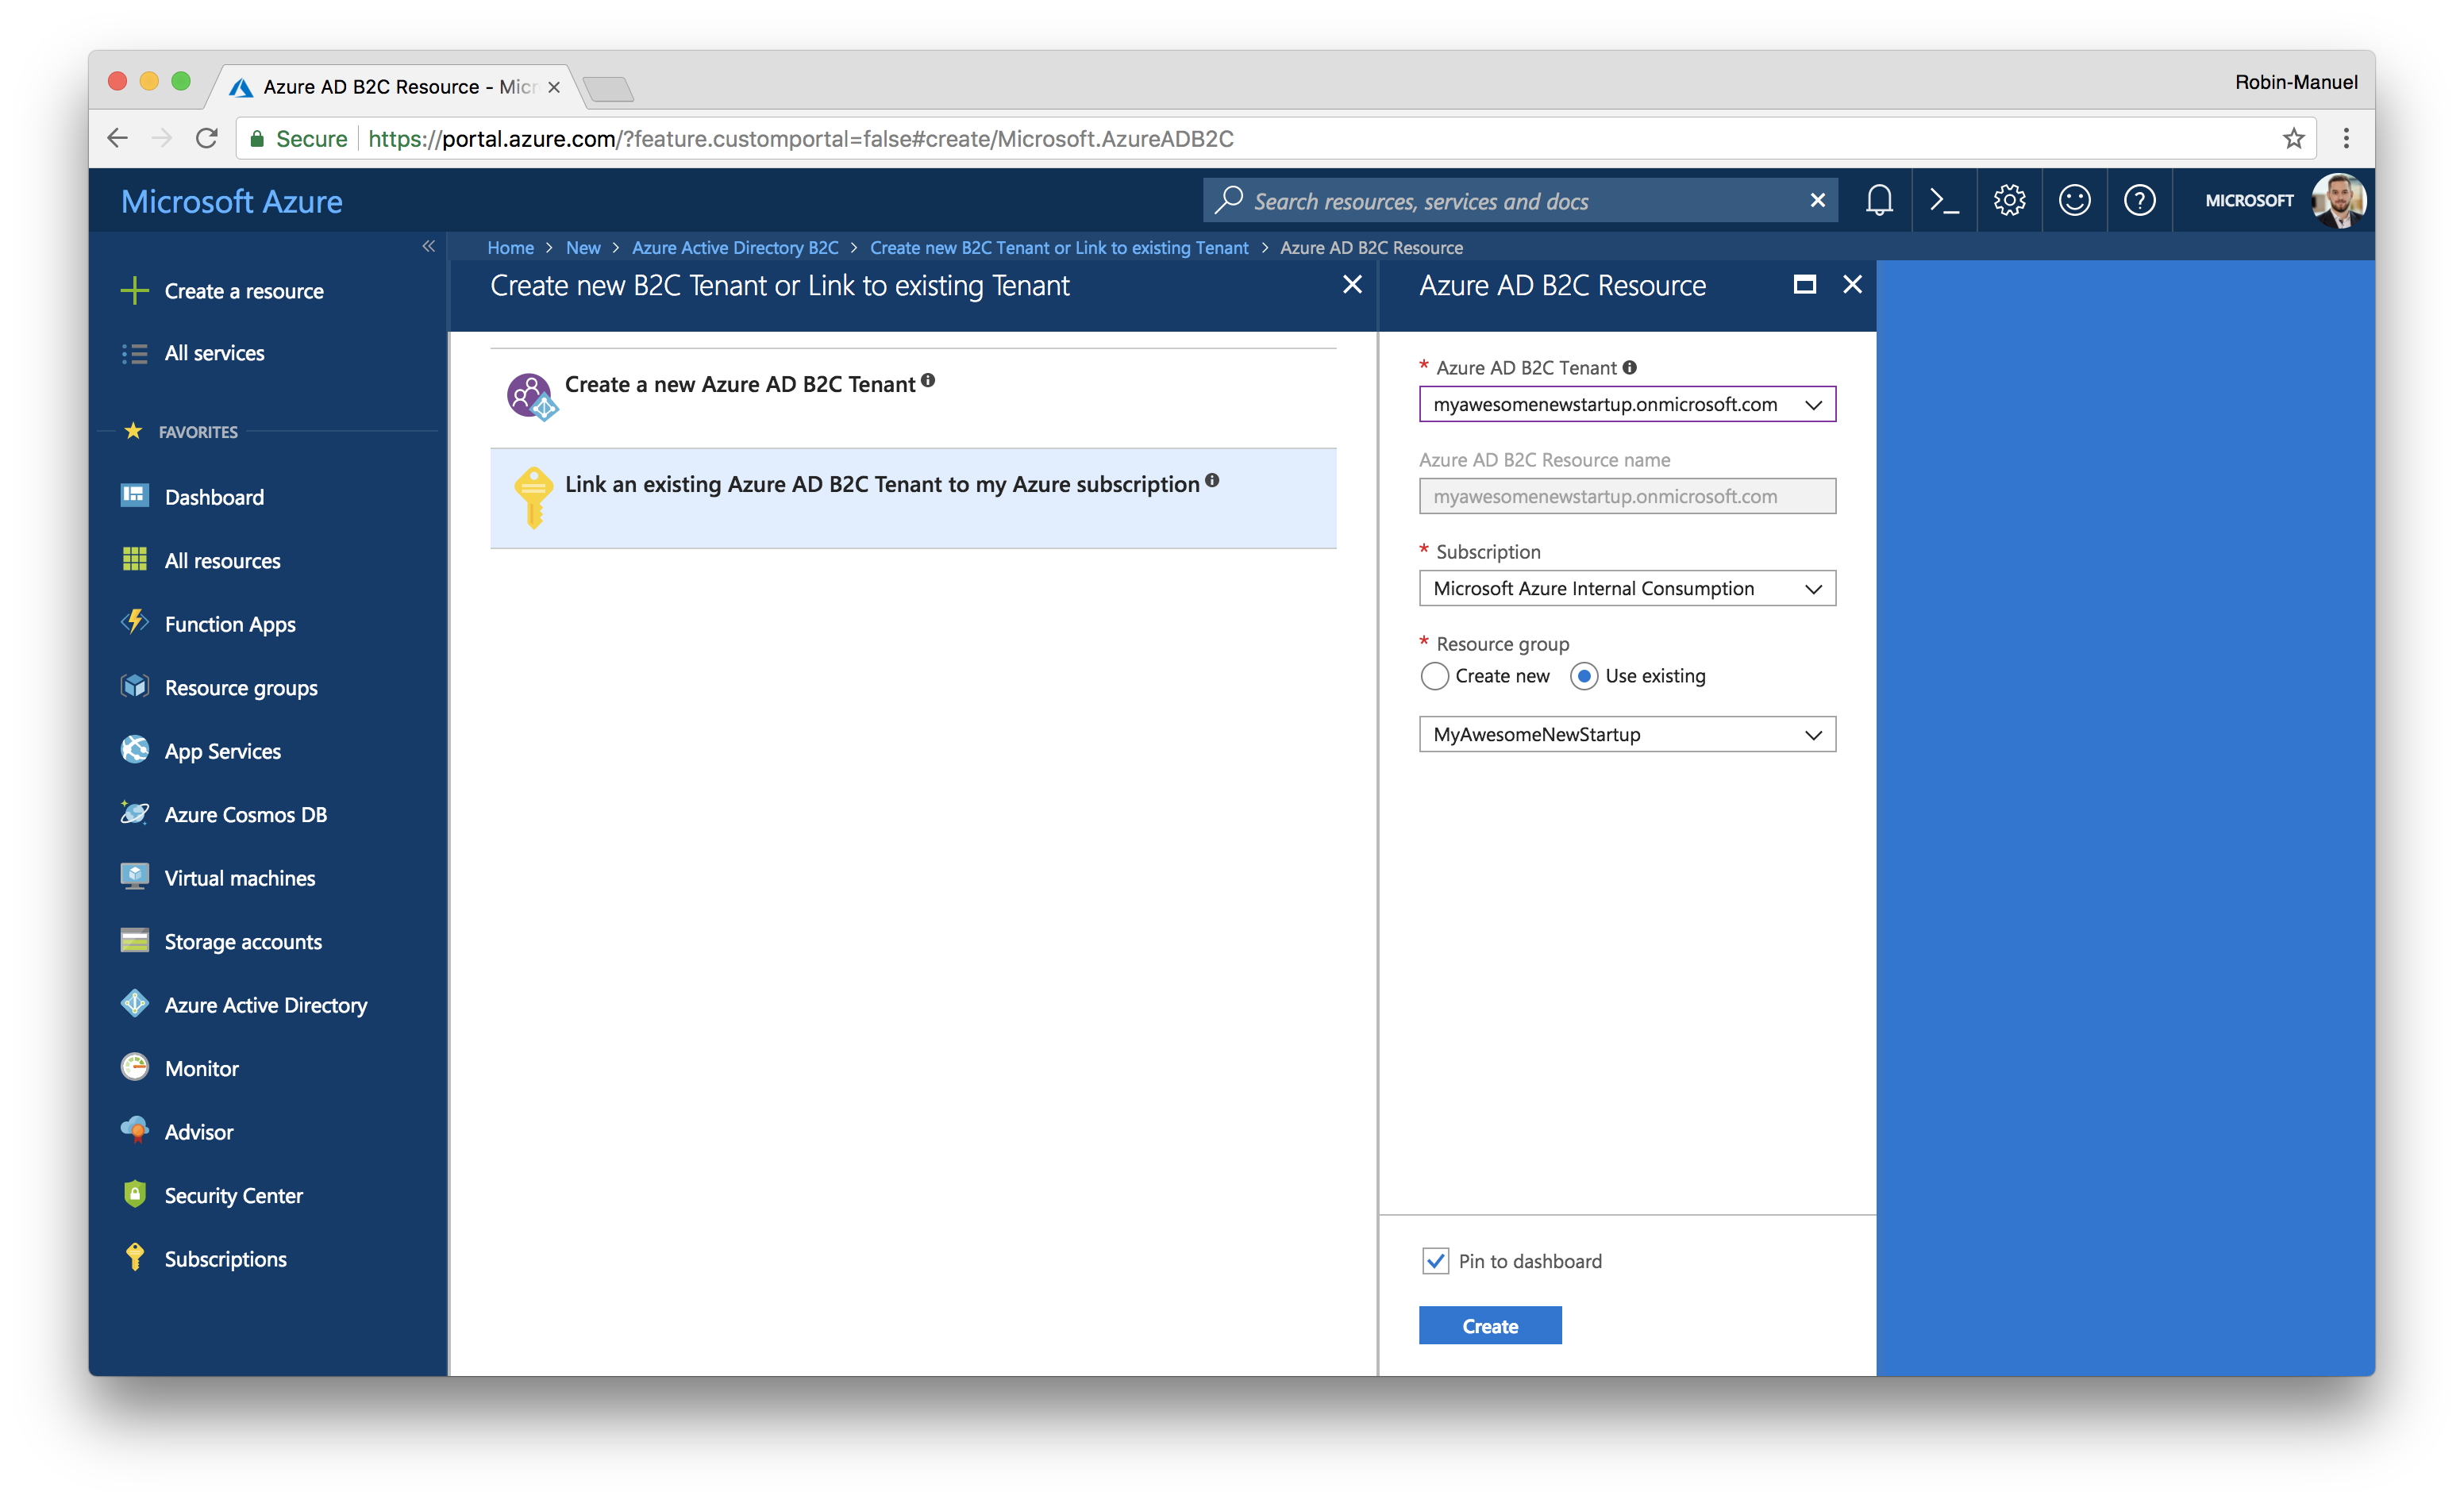 Azure AD B2C Resource - Micr
Robin-Manuel
Secure https://portal.azure.com/?feature.customportal=false#create/Microsoft.AzureADB2C
Microsoft Azure
Search resources, services and docs
MICROSOFT
Home > New > Azure Active Directory B2C > Create new B2C Tenant or Link to existing Tenant > Azure AD B2C Resource
Create a resource
All services
FAVORITES
Dashboard
All resources
Function Apps
Resource groups
App Services
Azure Cosmos DB
Virtual machines
Storage accounts
Azure Active Directory
Monitor
Advisor
Security Center
Subscriptions
Create new B2C Tenant or Link to existing Tenant
Create a new Azure AD B2C Tenant
Link an existing Azure AD B2C Tenant to my Azure subscription
Azure AD B2C Resource
* Azure AD B2C Tenant
myawesomenewstartup.onmicrosoft.com
Azure AD B2C Resource name
myawesomenewstartup.onmicrosoft.com
* Subscription
Microsoft Azure Internal Consumption
* Resource group
Create new Use existing
MyAwesomeNewStartup
Pin to dashboard
Create